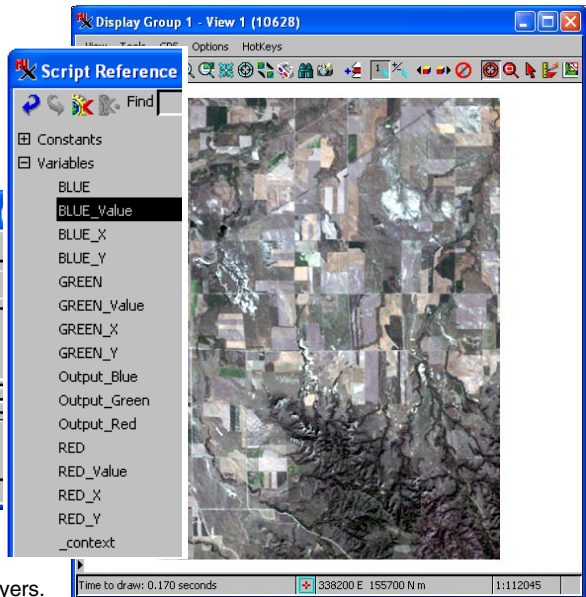 Display Group 1 - View 1 (10628)
View Tools GPS Options HotKeys
Script Reference
Find
Constants
Variables
BLUE
BLUE_Value
BLUE_X
BLUE_Y
GREEN
GREEN_Value
GREEN_X
GREEN_Y
Output_Blue
Output_Green
Output_Red
RED
RED_Value
RED_X
RED_Y
_context
Time to draw: 0.170 seconds
338200 E 155700 N m
1:112045